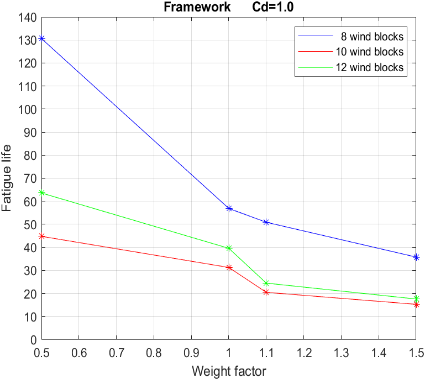 Framework Cd=1.0
140
130
120
110
100
90
80
70
60
50
40
30
20
10
0
Fatigue life
8 wind blocks
10 wind blocks
12 wind blocks
0.5 0.6 0.7 0.8 0.9 1 1.1 1.2 1.3 1.4 1.5
Weight factor